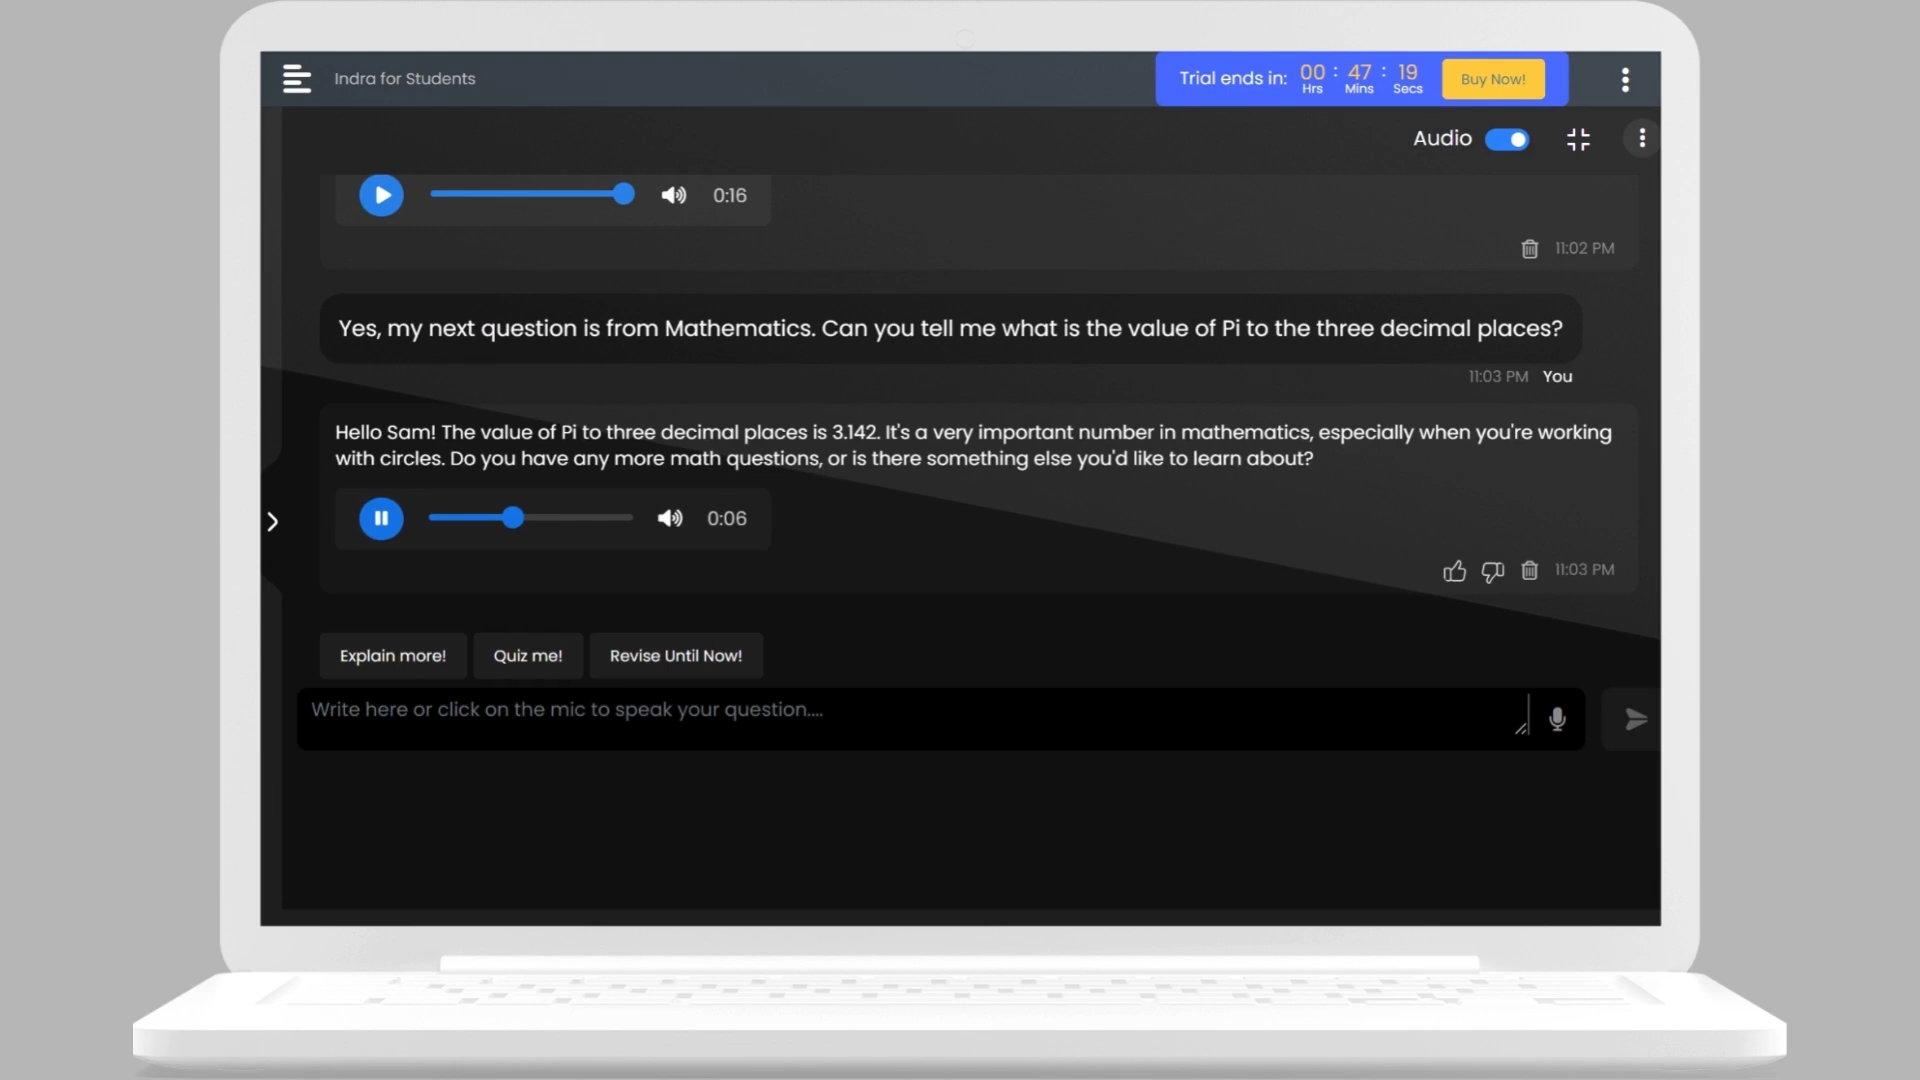 Indra for Students
Trial ends in: 00 : 47 : 19
Hrs Mins Secs
Buy Now!
Audio
0:16
11:02 PM
Yes, my next question is from Mathematics. Can you tell me what is the value of Pi to the three decimal places?
11:03 PM You
Hello Sam! The value of Pi to three decimal places is 3.142. It's a very important number in mathematics, especially when you're working
with circles. Do you have any more math questions, or is there something else you'd like to learn about?
0:06
11:03 PM
Explain more! Quiz me! Revise Until Now!
Write here or click on the mic to speak your question....